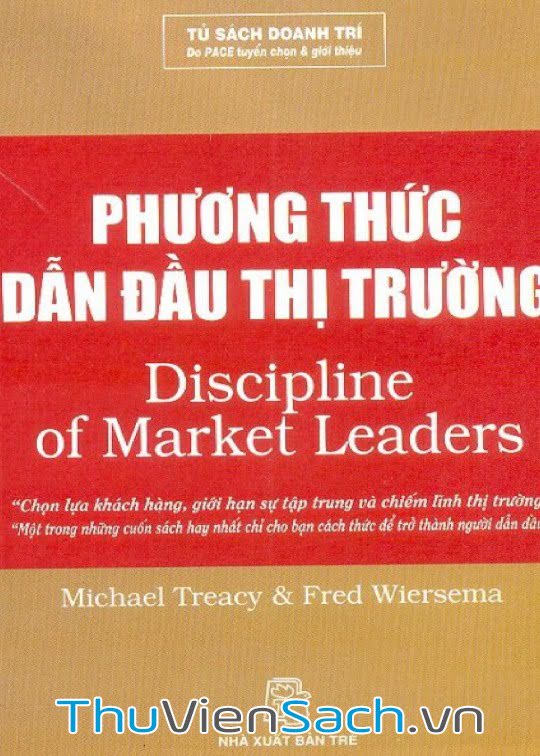 TỦ SÁCH DOANH TRÍ
Do PACE tuyển chọn & giới thiệu
PHƯƠNG THỨC
DẪN ĐẦU THỊ TRƯỜNG
Discipline
of Market Leaders
“Chọn lựa khách hàng, giới hạn sự tập trung và chiếm lĩnh thị trường
“Một trong những cuốn sách hay nhất chỉ cho bạn cách thức để trở thành người dẫn đầu
Michael Treacy & Fred Wiersema
ThuVienSach.vn
NHÀ XUẤT BẢN TRẺ